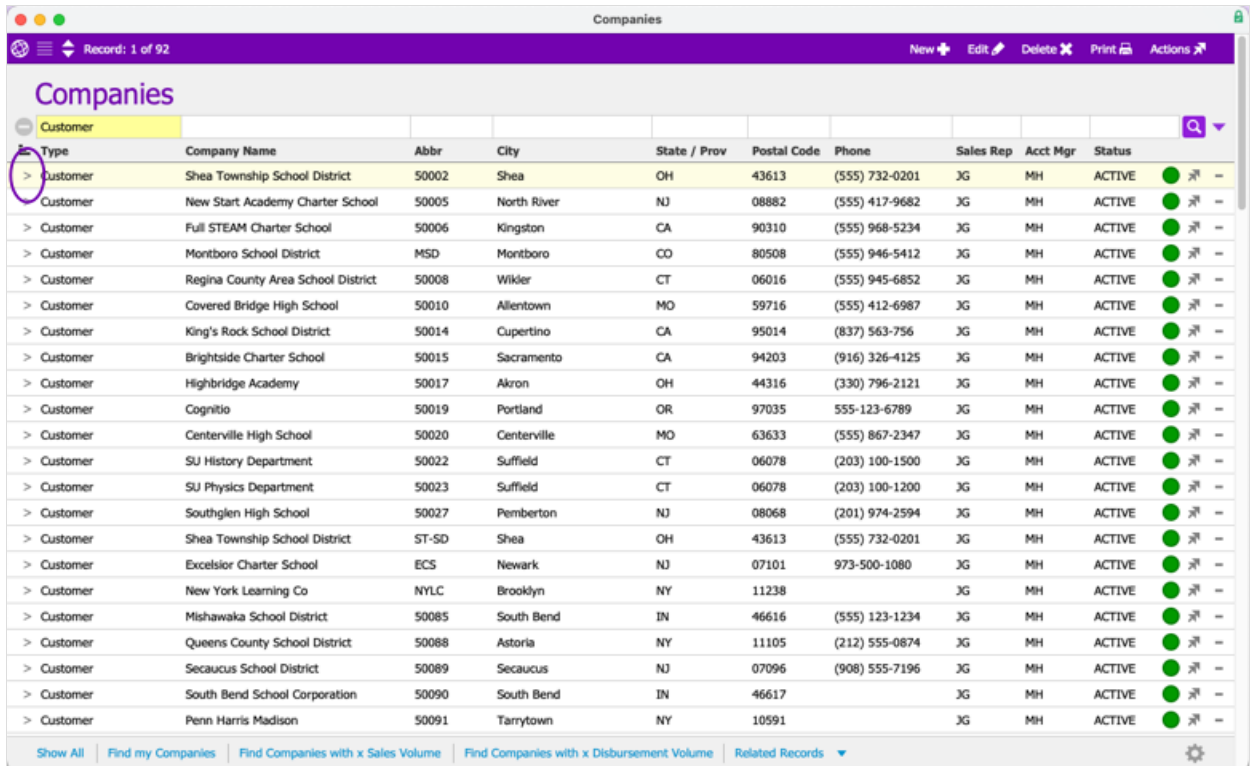 Companies
Record: 1 of 92 New Edit Delete Print Actions
Companies
Customer
Type Company Name Abbr City State / Prov Postal Code Phone Sales Rep Acct Mgr Status
> Customer Shea Township School District 50002 Shea OH 43613 (555) 732-0201 JG MH ACTIVE
> Customer New Start Academy Charter School 50005 North River NJ 08882 (555) 417-9682 JG MH ACTIVE
> Customer Full STEAM Charter School 50006 Kingston CA 90310 (555) 968-5234 JG MH ACTIVE
> Customer Montboro School District MSD Montboro CO 80508 (555) 946-5412 JG MH ACTIVE
> Customer Regina County Area School District 50008 Wikler CT 06016 (555) 945-6852 JG MH ACTIVE
> Customer Covered Bridge High School 50010 Allentown MO 59716 (555) 412-6987 JG MH ACTIVE
> Customer King's Rock School District 50014 Cupertino CA 95014 (837) 563-756 JG MH ACTIVE
> Customer Brightside Charter School 50015 Sacramento CA 94203 (916) 326-4125 JG MH ACTIVE
> Customer Highbridge Academy 50017 Akron OH 44316 (330) 796-2121 JG MH ACTIVE
> Customer Cognitio 50019 Portland OR 97035 555-123-6789 JG MH ACTIVE
> Customer Centerville High School 50020 Centerville MO 63633 (555) 867-2347 JG MH ACTIVE
> Customer SU History Department 50022 Suffield CT 06078 (203) 100-1500 JG MH ACTIVE
> Customer SU Physics Department 50023 Suffield CT 06078 (203) 100-1200 JG MH ACTIVE
> Customer Southglen High School 50027 Pemberton NJ 08068 (201) 974-2594 JG MH ACTIVE
> Customer Shea Township School District ST-SD Shea OH 43613 (555) 732-0201 JG MH ACTIVE
> Customer Excelsior Charter School ECS Newark NJ 07101 973-500-1080 JG MH ACTIVE
> Customer New York Learning Co NYLC Brooklyn NY 11238 JG MH ACTIVE
> Customer Mishawaka School District 50085 South Bend IN 46616 (555) 123-1234 JG MH ACTIVE
> Customer Queens County School District 50088 Astoria NY 11105 (212) 555-0874 JG MH ACTIVE
> Customer Secaucus School District 50089 Secaucus NJ 07096 (908) 555-7196 JG MH ACTIVE
> Customer South Bend School Corporation 50090 South Bend IN 46617 JG MH ACTIVE
> Customer Penn Harris Madison 50091 Tarrytown NY 10591 JG MH ACTIVE
Show All Find my Companies Find Companies with x Sales Volume Find Companies with x Disbursement Volume Related Records